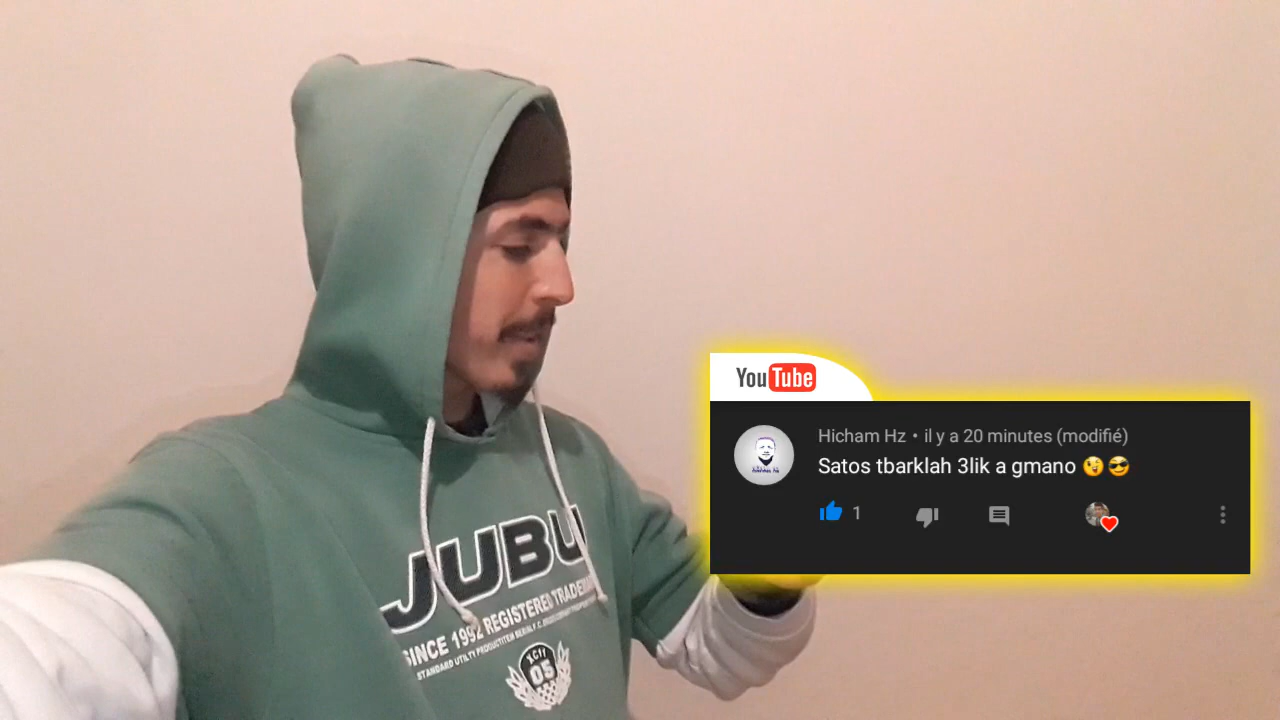 YouTube
Hicham Hz • il y a 20 minutes (modifié)
Satos tbarklah 3lik a gmano 😉😎
1
JUBU
SINCE 1992 REGISTERED TRADEMARK
05